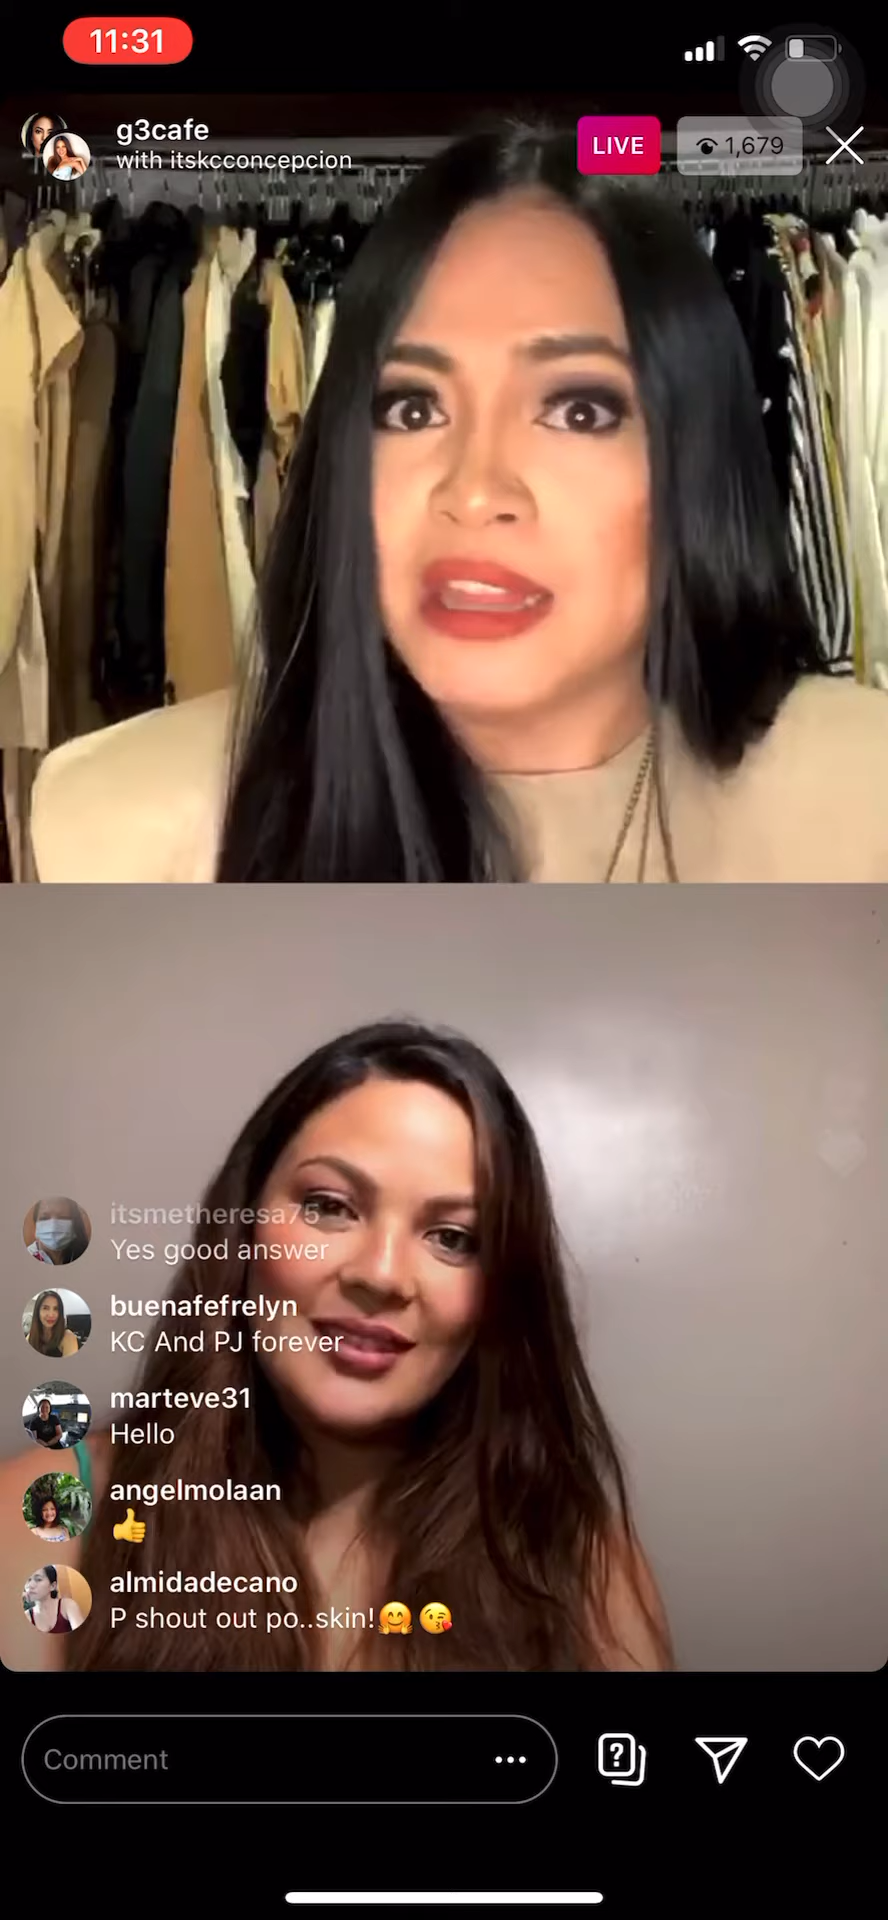 11:31
g3cafe
with itskcconcepcion
LIVE
1,679
itsmetheresa75
Yes good answer
buenafefrelyn
KC And PJ forever
marteve31
Hello
angelmolaan
👍
almidadecano
P shout out po..skin!🤗😘
Comment